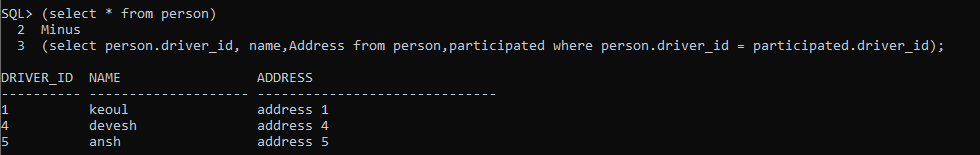 SQL> (select * from person)
  2  Minus
  3  (select person.driver_id, name,Address from person,participated where person.driver_id = participated.driver_id);
DRIVER_ID  NAME                 ADDRESS
---------- -------------------- ------------------------------
1          keoul                address 1
4          devesh               address 4
5          ansh                 address 5